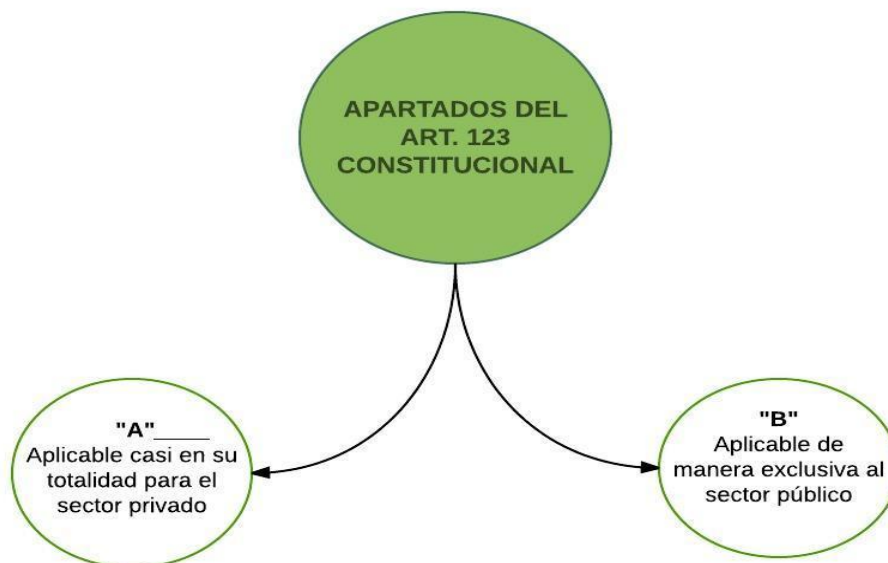 APARTADOS DEL
ART. 123
CONSTITUCIONAL
"A"____
Aplicable casi en su
totalidad para el
sector privado
"B"
Aplicable de
manera exclusiva al
sector público